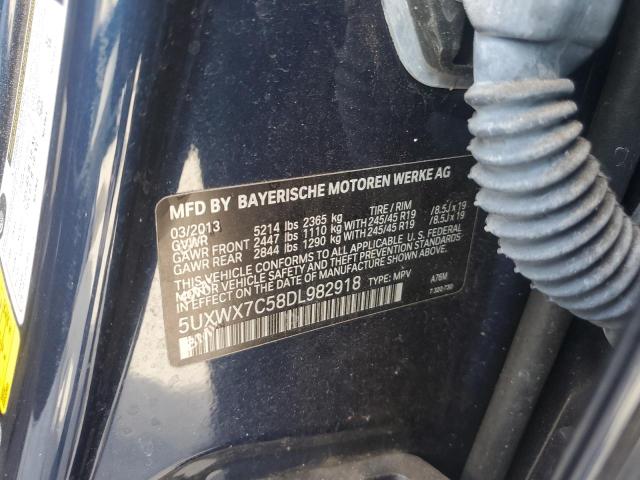 MFD BY BAYERISCHE MOTOREN WERKE AG
03/2013 TIRE / RIM
GVWR 5214 lbs 2365 kg
GAWR FRONT 2447 lbs 1110 kg WITH 245/45 R19 / 8.5J x 19
GAWR REAR 2844 lbs 1290 kg WITH 245/45 R19 / 8.5J x 19
THIS VEHICLE CONFORMS TO ALL APPLICABLE U.S. FEDERAL
MOTOR VEHICLE SAFETY AND THEFT PREVENTION STANDARDS
IN EFFECT ON THE DATE OF MANUFACTURE SHOWN ABOVE.
5UXWX7C58DL982918 TYPE: MPV A76M